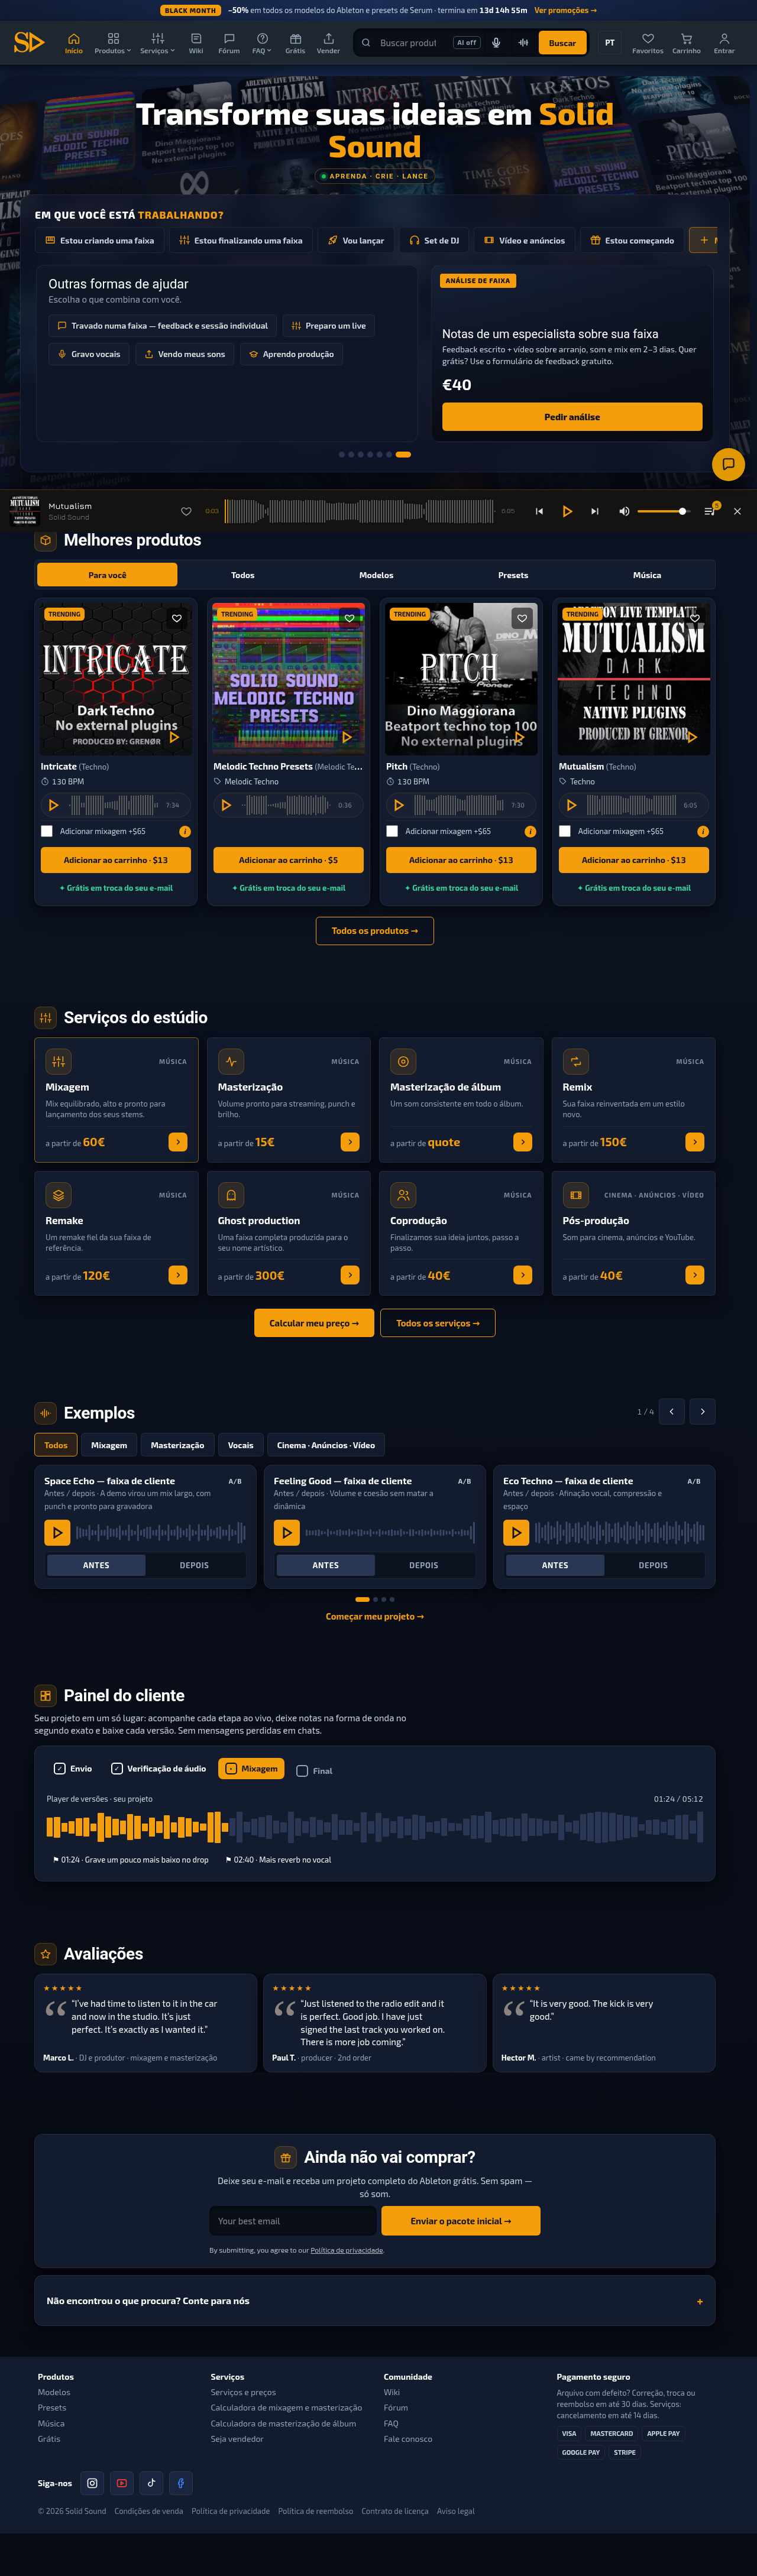 BLACK MONTH -50% em todos os modelos do Ableton e presets de Serum · termina em 13d 14h 55m Ver promoções →
Início
Produtos
Serviços
Wiki
Fórum
FAQ
Grátis
Vender
Buscar produt
AI off
Buscar
PT
Favoritos
Carrinho
Entrar
Transforme suas ideias em Solid
Sound
APRENDA · CRIE · LANCE
EM QUE VOCÊ ESTÁ TRABALHANDO?
Estou criando uma faixa
Estou finalizando uma faixa
Vou lançar
Set de DJ
Vídeo e anúncios
Estou começando
Outras formas de ajudar
Escolha o que combina com você.
Travado numa faixa — feedback e sessão individual
Preparo um live
Gravo vocais
Vendo meus sons
Aprendo produção
ANÁLISE DE FAIXA
Notas de um especialista sobre sua faixa
Feedback escrito + vídeo sobre arranjo, som e mix em 2–3 dias. Quer
grátis? Use o formulário de feedback gratuito.
€40
Pedir análise
Mutualism
Solid Sound
0:03
6:05
5
Melhores produtos
Para você
Todos
Modelos
Presets
Música
TRENDING
INTRICATE
Dark Techno
No external plugins
PRODUCED BY: GRENØR
Intricate (Techno)
130 BPM
7:34
Adicionar mixagem +$65
Adicionar ao carrinho · $13
✦ Grátis em troca do seu e-mail
TRENDING
SOLID SOUND
MELODIC TECHNO
PRESETS
Melodic Techno Presets (Melodic Te...
Melodic Techno
0:36
Adicionar ao carrinho · $5
✦ Grátis em troca do seu e-mail
TRENDING
PITCH
Pioneer
Dino Maggiorana
Beatport techno top 100
No external plugins
Pitch (Techno)
130 BPM
7:30
Adicionar mixagem +$65
Adicionar ao carrinho · $13
✦ Grátis em troca do seu e-mail
TRENDING
ABLETON LIVE TEMPLATE
MUTUALISM
DARK
TECHNO
NATIVE PLUGINS
PRODUCED BY GRENOR
Mutualism (Techno)
Techno
6:05
Adicionar mixagem +$65
Adicionar ao carrinho · $13
✦ Grátis em troca do seu e-mail
Todos os produtos →
Serviços do estúdio
MÚSICA
Mixagem
Mix equilibrado, alto e pronto para
lançamento dos seus stems.
a partir de 60€
MÚSICA
Masterização
Volume pronto para streaming, punch e
brilho.
a partir de 15€
MÚSICA
Masterização de álbum
Um som consistente em todo o álbum.
a partir de quote
MÚSICA
Remix
Sua faixa reinventada em um estilo
novo.
a partir de 150€
MÚSICA
Remake
Um remake fiel da sua faixa de
referência.
a partir de 120€
MÚSICA
Ghost production
Uma faixa completa produzida para o
seu nome artístico.
a partir de 300€
MÚSICA
Coprodução
Finalizamos sua ideia juntos, passo a
passo.
a partir de 40€
CINEMA · ANÚNCIOS · VÍDEO
Pós-produção
Som para cinema, anúncios e YouTube.
a partir de 40€
Calcular meu preço →
Todos os serviços →
Exemplos
1 / 4
Todos
Mixagem
Masterização
Vocais
Cinema · Anúncios · Vídeo
Space Echo — faixa de cliente
A/B
Antes / depois · A demo virou um mix largo, com
punch e pronto para gravadora
ANTES
DEPOIS
Feeling Good — faixa de cliente
A/B
Antes / depois · Volume e coesão sem matar a
dinâmica
ANTES
DEPOIS
Eco Techno — faixa de cliente
A/B
Antes / depois · Afinação vocal, compressão e
espaço
ANTES
DEPOIS
Começar meu projeto →
Painel do cliente
Seu projeto em um só lugar: acompanhe cada etapa ao vivo, deixe notas na forma de onda no
segundo exato e baixe cada versão. Sem mensagens perdidas em chats.
Envio
Verificação de áudio
Mixagem
Final
Player de versões · seu projeto
01:24 / 05:12
⚑ 01:24 · Grave um pouco mais baixo no drop
⚑ 02:40 · Mais reverb no vocal
Avaliações
★★★★★
“I’ve had time to listen to it in the car
and now in the studio. It’s just
perfect. It’s exactly as I wanted it.”
Marco L. · DJ e produtor · mixagem e masterização
★★★★★
“Just listened to the radio edit and it
is perfect. Good job. I have just
signed the last track you worked on.
There is more job coming.”
Paul T. · producer · 2nd order
★★★★★
“It is very good. The kick is very
good.”
Hector M. · artist · came by recommendation
Ainda não vai comprar?
Deixe seu e-mail e receba um projeto completo do Ableton grátis. Sem spam —
só som.
Your best email
Enviar o pacote inicial →
By submitting, you agree to our Política de privacidade.
Não encontrou o que procura? Conte para nós
+
Produtos
Modelos
Presets
Música
Grátis
Serviços
Serviços e preços
Calculadora de mixagem e masterização
Calculadora de masterização de álbum
Seja vendedor
Comunidade
Wiki
Fórum
FAQ
Fale conosco
Pagamento seguro
Arquivo com defeito? Correção, troca ou
reembolso em até 30 dias. Serviços:
cancelamento em até 14 dias.
VISA
MASTERCARD
APPLE PAY
GOOGLE PAY
STRIPE
Siga-nos
© 2026 Solid Sound
Condições de venda
Política de privacidade
Política de reembolso
Contrato de licença
Aviso legal